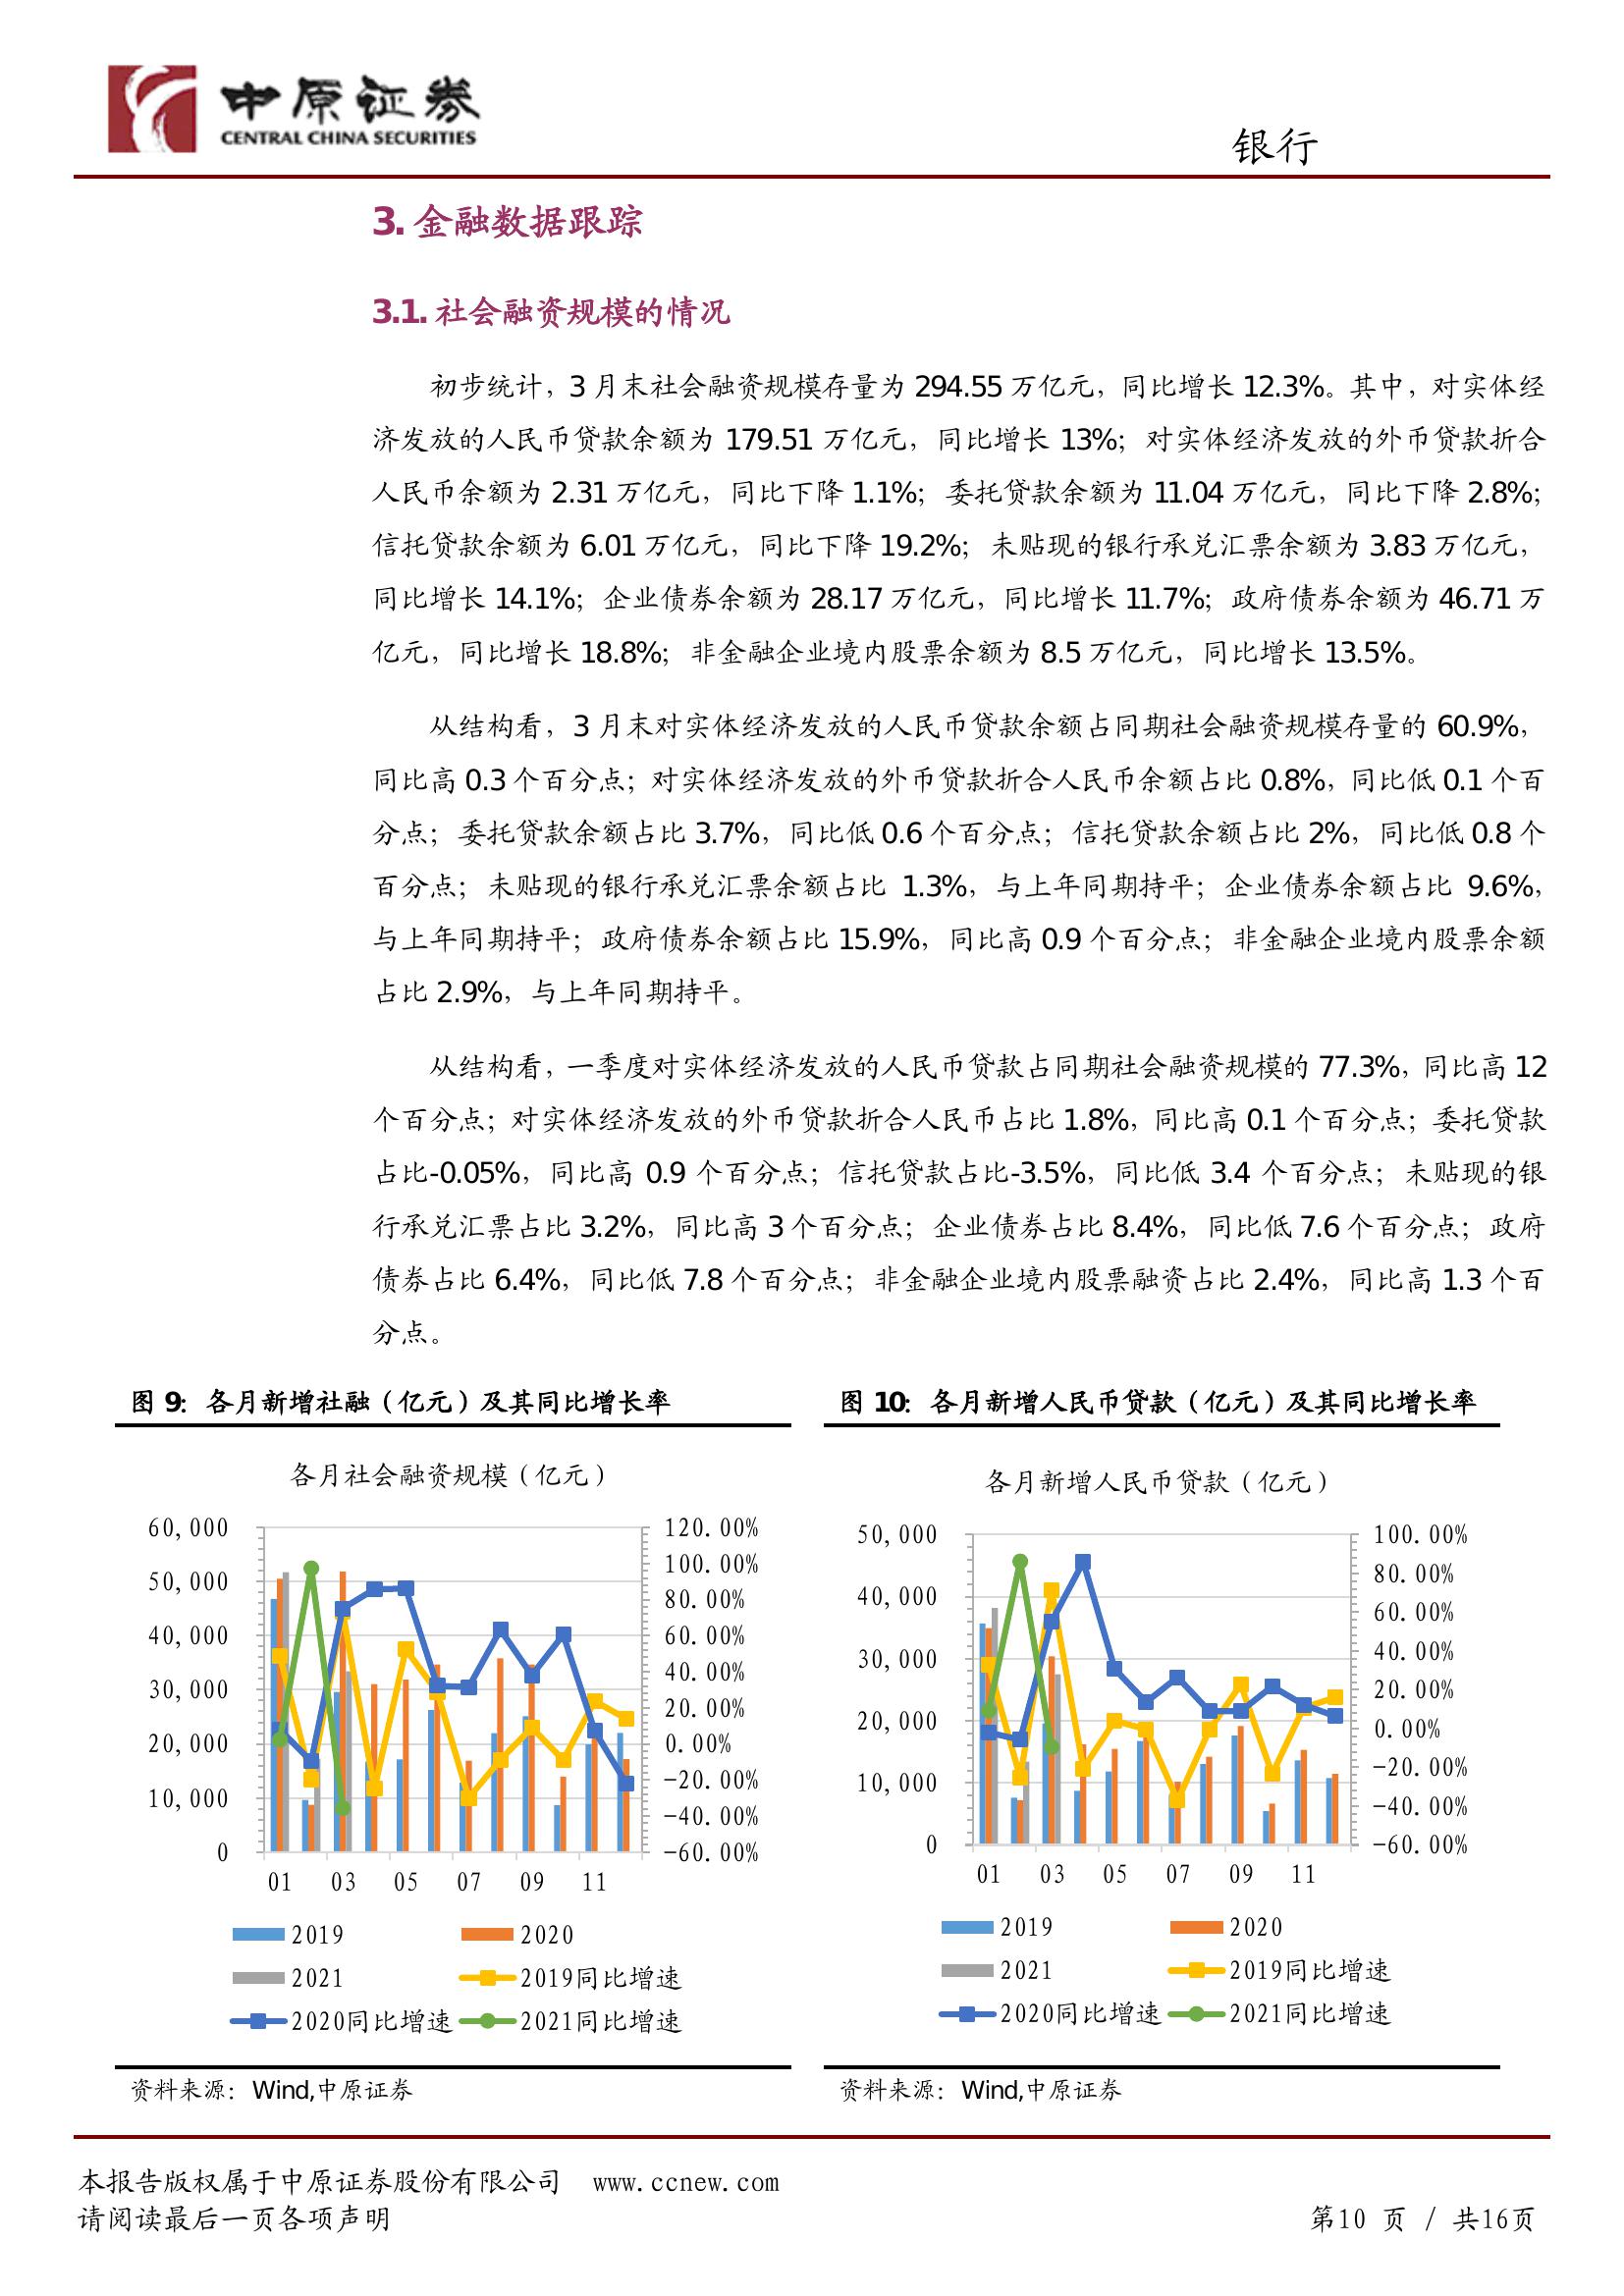 中原证券
CENTRAL CHINA SECURITIES
银行
3. 金融数据跟踪
3.1. 社会融资规模的情况
初步统计，3 月末社会融资规模存量为 294.55 万亿元，同比增长 12.3%。其中，对实体经
济发放的人民币贷款余额为 179.51 万亿元，同比增长 13%；对实体经济发放的外币贷款折合
人民币余额为 2.31 万亿元，同比下降 1.1%；委托贷款余额为 11.04 万亿元，同比下降 2.8%；
信托贷款余额为 6.01 万亿元，同比下降 19.2%；未贴现的银行承兑汇票余额为 3.83 万亿元，
同比增长 14.1%；企业债券余额为 28.17 万亿元，同比增长 11.7%；政府债券余额为 46.71 万
亿元，同比增长 18.8%；非金融企业境内股票余额为 8.5 万亿元，同比增长 13.5%。
从结构看，3 月末对实体经济发放的人民币贷款余额占同期社会融资规模存量的 60.9%，
同比高 0.3 个百分点；对实体经济发放的外币贷款折合人民币余额占比 0.8%，同比低 0.1 个百
分点；委托贷款余额占比 3.7%，同比低 0.6 个百分点；信托贷款余额占比 2%，同比低 0.8 个
百分点；未贴现的银行承兑汇票余额占比 1.3%，与上年同期持平；企业债券余额占比 9.6%，
与上年同期持平；政府债券余额占比 15.9%，同比高 0.9 个百分点；非金融企业境内股票余额
占比 2.9%，与上年同期持平。
从结构看，一季度对实体经济发放的人民币贷款占同期社会融资规模的 77.3%，同比高 12
个百分点；对实体经济发放的外币贷款折合人民币占比 1.8%，同比高 0.1 个百分点；委托贷款
占比-0.05%，同比高 0.9 个百分点；信托贷款占比-3.5%，同比低 3.4 个百分点；未贴现的银
行承兑汇票占比 3.2%，同比高 3 个百分点；企业债券占比 8.4%，同比低 7.6 个百分点；政府
债券占比 6.4%，同比低 7.8 个百分点；非金融企业境内股票融资占比 2.4%，同比高 1.3 个百
分点。
图 9：各月新增社融（亿元）及其同比增长率
各月社会融资规模（亿元）
60,000
50,000
40,000
30,000
20,000
10,000
0
120.00%
100.00%
80.00%
60.00%
40.00%
20.00%
0.00%
-20.00%
-40.00%
-60.00%
01 03 05 07 09 11
2019 2020
2021 2019同比增速
2020同比增速 2021同比增速
资料来源：Wind,中原证券
图 10：各月新增人民币贷款（亿元）及其同比增长率
各月新增人民币贷款（亿元）
50,000
40,000
30,000
20,000
10,000
0
100.00%
80.00%
60.00%
40.00%
20.00%
0.00%
-20.00%
-40.00%
-60.00%
01 03 05 07 09 11
2019 2020
2021 2019同比增速
2020同比增速 2021同比增速
资料来源：Wind,中原证券
本报告版权属于中原证券股份有限公司 www.ccnew.com
请阅读最后一页各项声明
第10 页 / 共16页